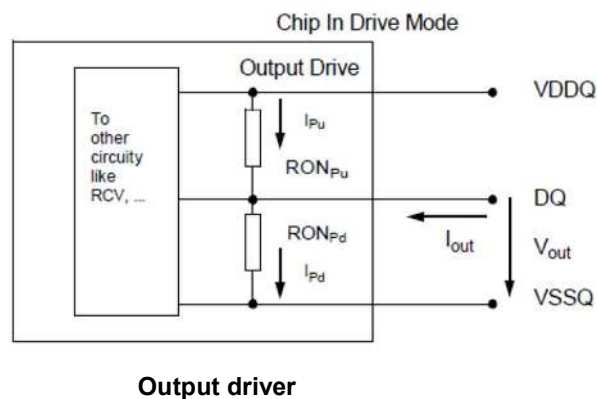 Chip In Drive Mode
Output Drive
VDDQ
To
other
circuity
like
RCV, ...
IPu
RONPu
DQ
RONPd
Iout
Vout
IPd
VSSQ
Output driver